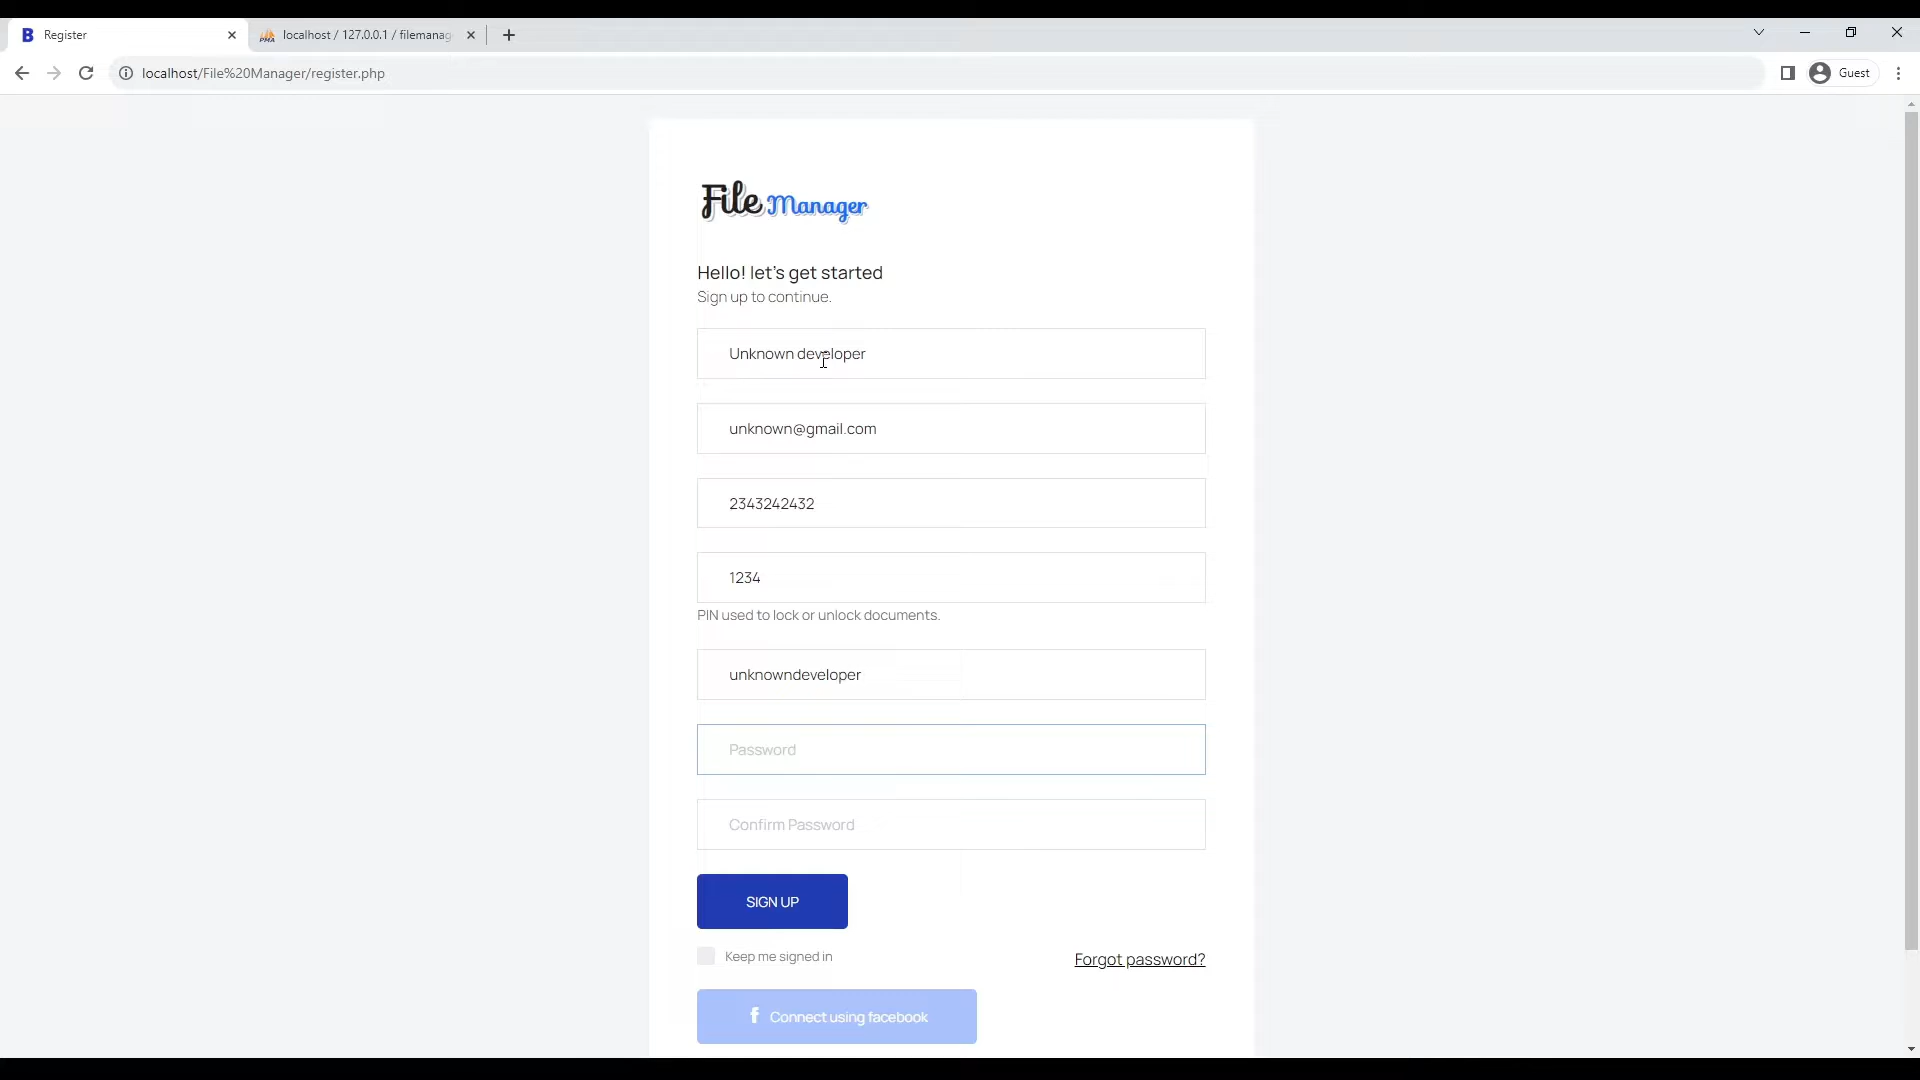 Register
localhost / 127.0.0.1 / filemanag
localhost/File%20Manager/register.php
Guest
File Manager
Hello! let's get started
Sign up to continue.
Unknown developer
unknown@gmail.com
2343242432
1234
PIN used to lock or unlock documents.
unknowndeveloper
Password
Confirm Password
SIGN UP
Keep me signed in
Forgot password?
Connect using facebook